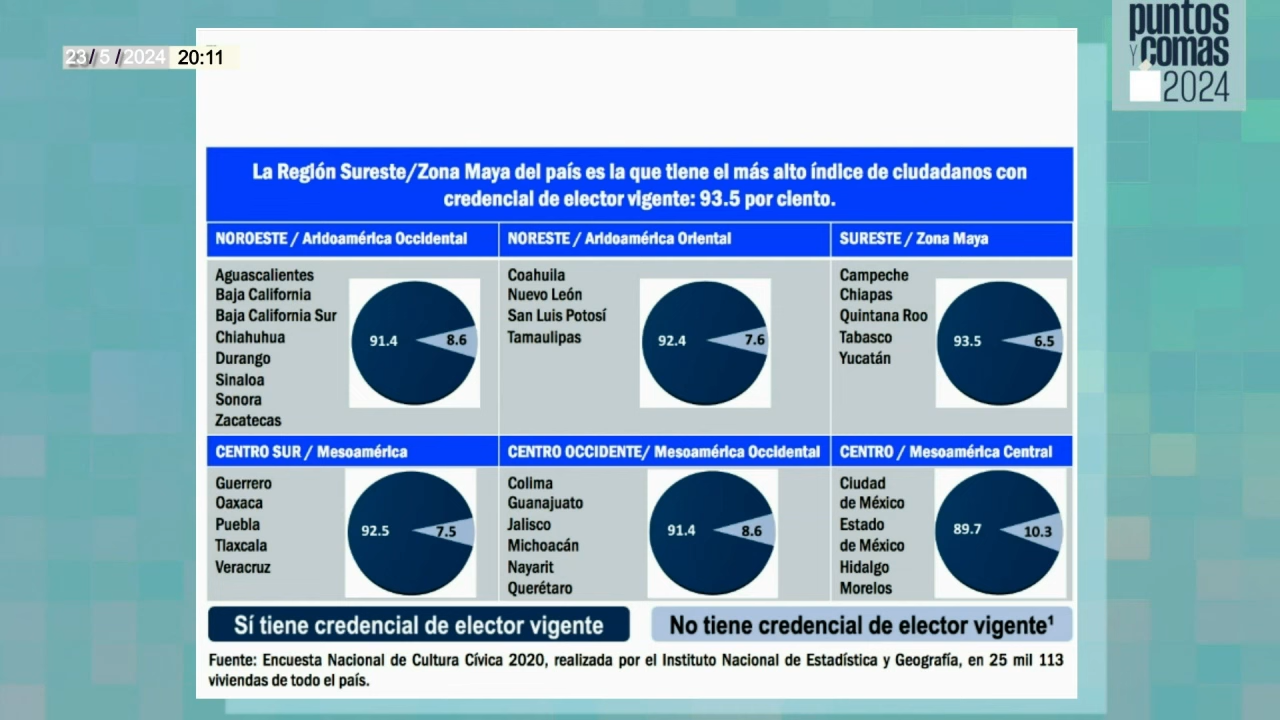 puntos
Y comas
2024
23/5/2024 20:11
La Región Sureste/Zona Maya del país es la que tiene el más alto índice de ciudadanos con
credencial de elector vigente: 93.5 por ciento.
NOROESTE / Aridoamérica Occidental
Aguascalientes
Baja California
Baja California Sur
Chiahuhua
Durango
Sinaloa
Sonora
Zacatecas
91.4
8.6
NORESTE / Aridoamérica Oriental
Coahuila
Nuevo León
San Luis Potosí
Tamaulipas
92.4
7.6
SURESTE / Zona Maya
Campeche
Chiapas
Quintana Roo
Tabasco
Yucatán
93.5
6.5
CENTRO SUR / Mesoamérica
Guerrero
Oaxaca
Puebla
Tlaxcala
Veracruz
92.5
7.5
CENTRO OCCIDENTE/ Mesoamérica Occidental
Colima
Guanajuato
Jalisco
Michoacán
Nayarit
Querétaro
91.4
8.6
CENTRO / Mesoamérica Central
Ciudad
de México
Estado
de México
Hidalgo
Morelos
89.7
10.3
Sí tiene credencial de elector vigente
No tiene credencial de elector vigente¹
Fuente: Encuesta Nacional de Cultura Cívica 2020, realizada por el Instituto Nacional de Estadística y Geografía, en 25 mil 113
viviendas de todo el país.